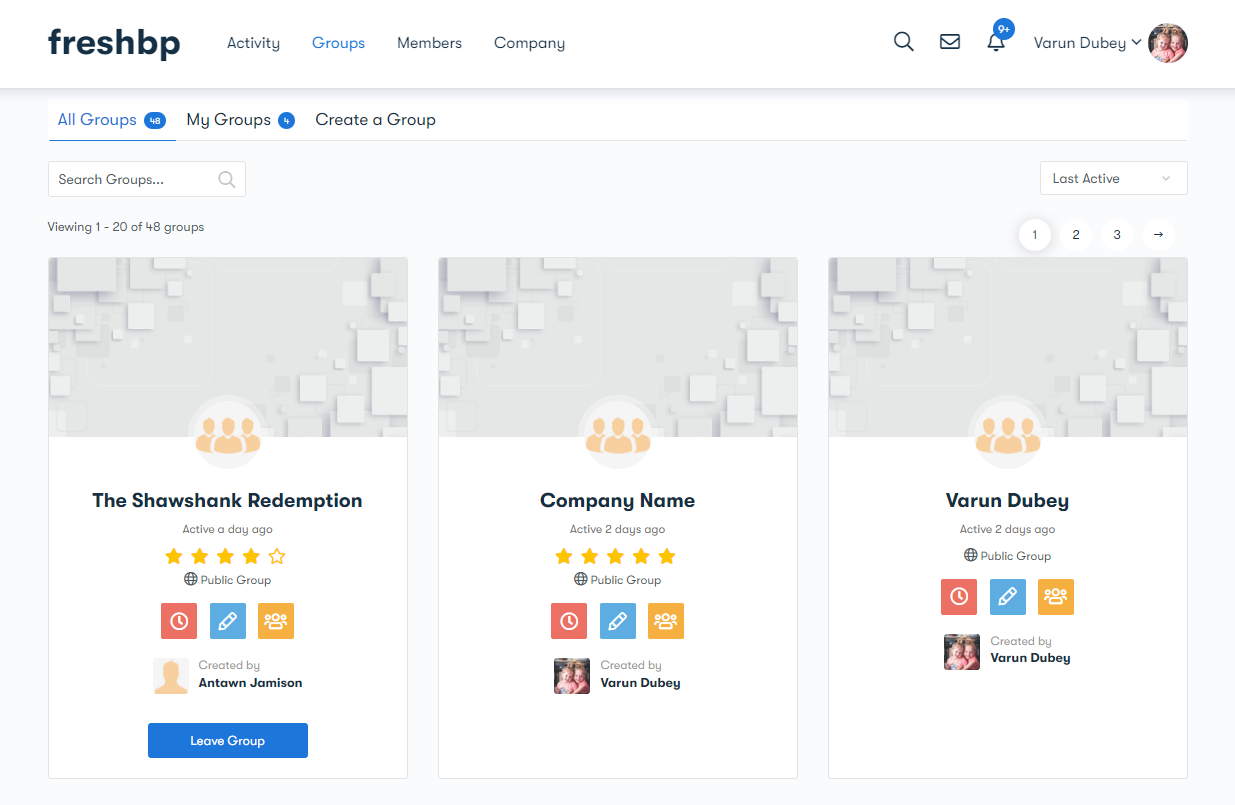 freshbp
Activity Groups Members Company
9+
Varun Dubey
All Groups 48 My Groups 4 Create a Group
Search Groups...
Last Active
Viewing 1 - 20 of 48 groups
1 2 3 →
The Shawshank Redemption
Active a day ago
Public Group
Created by
Antawn Jamison
Leave Group
Company Name
Active 2 days ago
Public Group
Created by
Varun Dubey
Varun Dubey
Active 2 days ago
Public Group
Created by
Varun Dubey